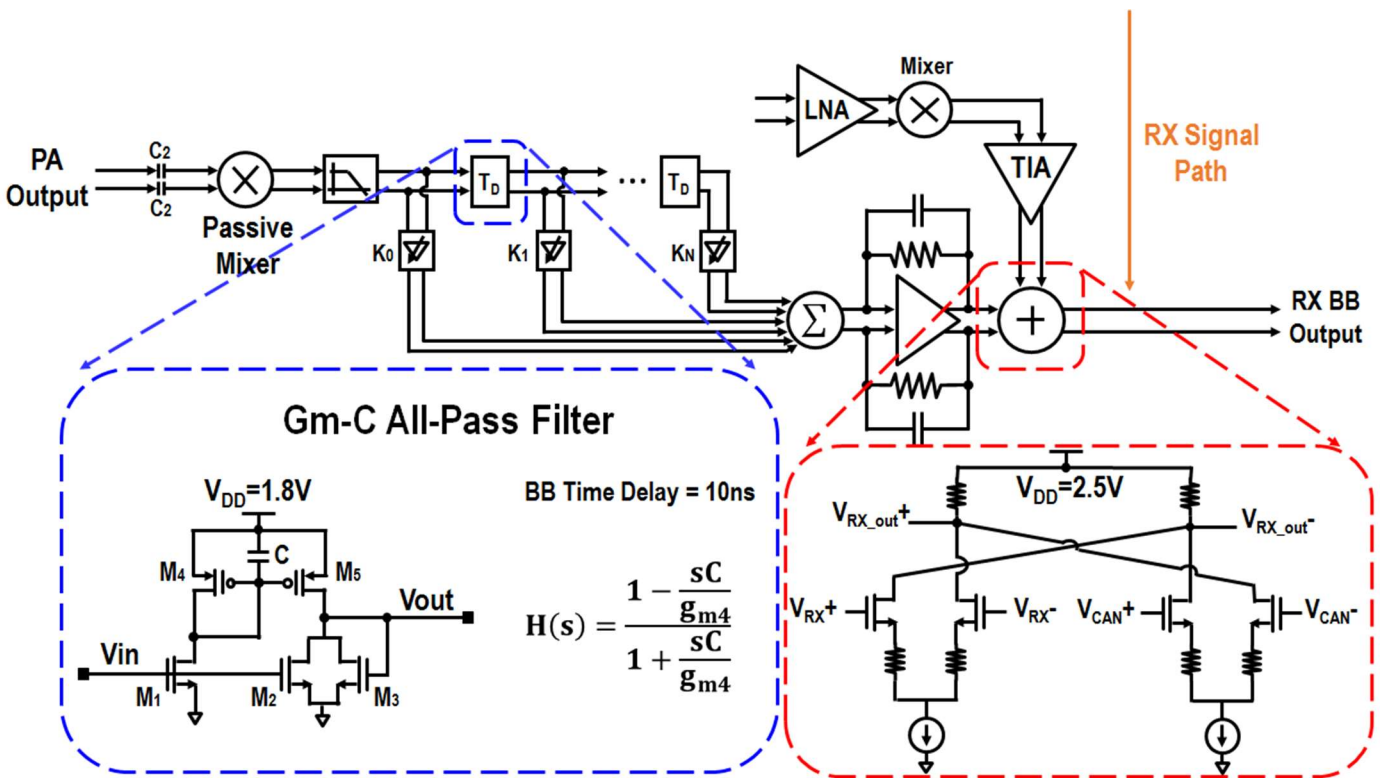 Mixer
LNA
RX Signal
Path
TIA
PA
Output
C2
C2
Passive
Mixer
TD
...
TD
K0
K1
KN
Σ
+
RX BB
Output
Gm-C All-Pass Filter
VDD=1.8V
BB Time Delay = 10ns
C
M4
M5
Vout
Vin
M1
M2
M3
H(s) = (1 − sC/gm4) / (1 + sC/gm4)
VDD=2.5V
VRX_out+
VRX_out-
VRX+
VRX-
VCAN+
VCAN-